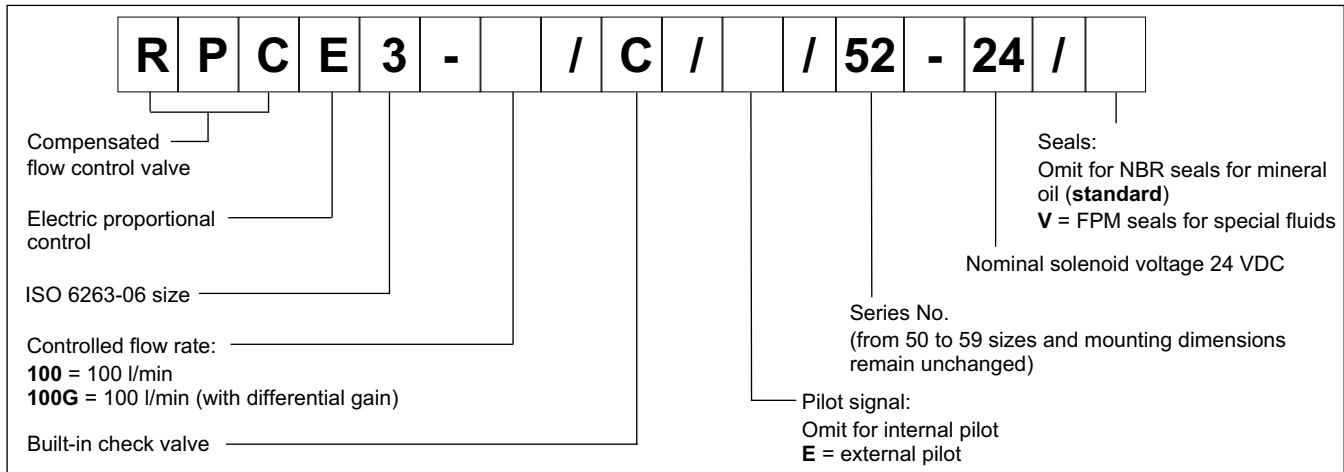 RPCE3- /C/ /52-24/
Compensated
flow control valve
Electric proportional
control
ISO 6263-06 size
Controlled flow rate:
100 = 100 l/min
100G = 100 l/min (with differential gain)
Built-in check valve
Seals:
Omit for NBR seals for mineral
oil (standard)
V = FPM seals for special fluids
Nominal solenoid voltage 24 VDC
Series No.
(from 50 to 59 sizes and mounting dimensions
remain unchanged)
Pilot signal:
Omit for internal pilot
E = external pilot